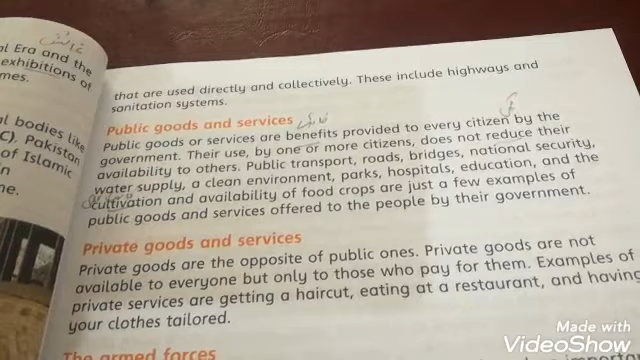 al Era and the
exhibitions of
mes.
al bodies like
C). Pakistan
of Islamic
ne.
that are used directly and collectively. These include highways and
sanitation systems.
Public goods and services
Public goods or services are benefits provided to every citizen by the
government. Their use, by one or more citizens, does not reduce their
availability to others. Public transport, roads, bridges, national security,
water supply, a clean environment, parks, hospitals, education, and the
cultivation and availability of food crops are just a few examples of
public goods and services offered to the people by their government.
Private goods and services
Private goods are the opposite of public ones. Private goods are not
available to everyone but only to those who pay for them. Examples of
private services are getting a haircut, eating at a restaurant, and having
your clothes tailored.
The armed forces
Made with
VideoShow